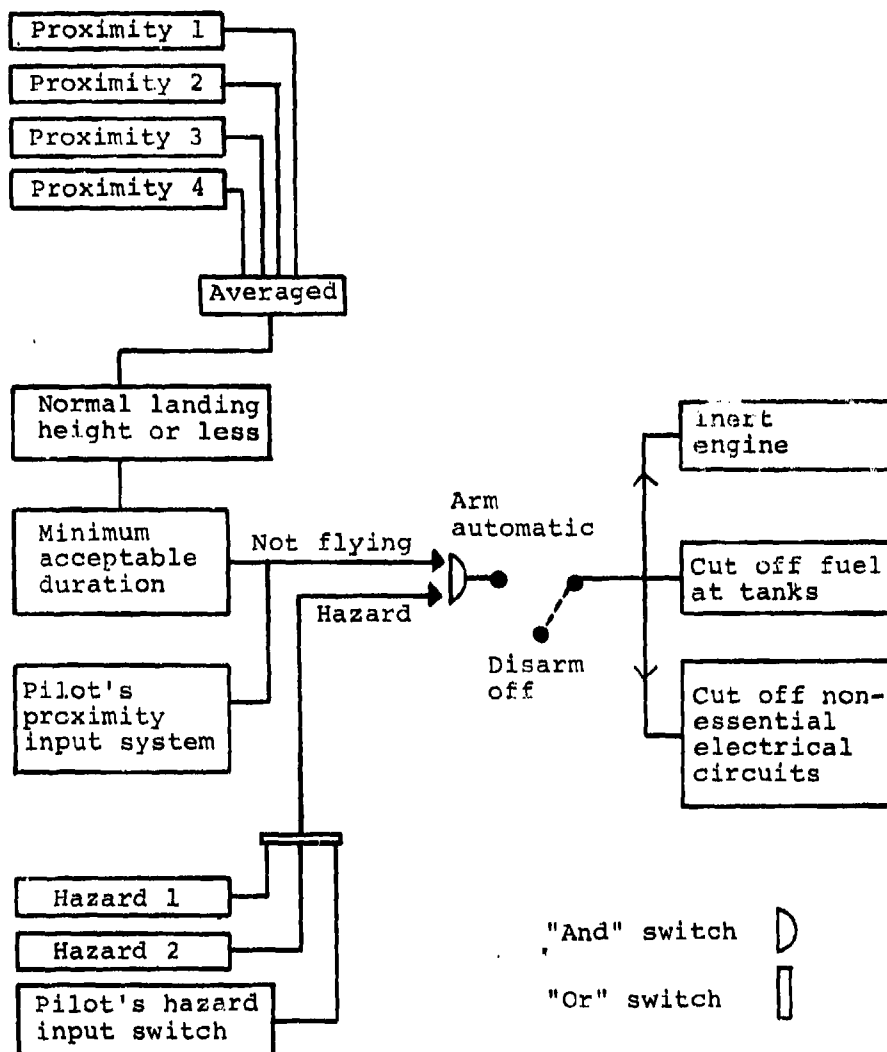 Proximity 1
Proximity 2
Proximity 3
Proximity 4
Averaged
Normal landing
height or less
Minimum
acceptable
duration
Not flying
Hazard
Arm
automatic
Disarm
off
Inert
engine
Cut off fuel
at tanks
Cut off non-
essential
electrical
circuits
Pilot's
proximity
input system
Hazard 1
Hazard 2
Pilot's hazard
input switch
"And" switch
"Or" switch